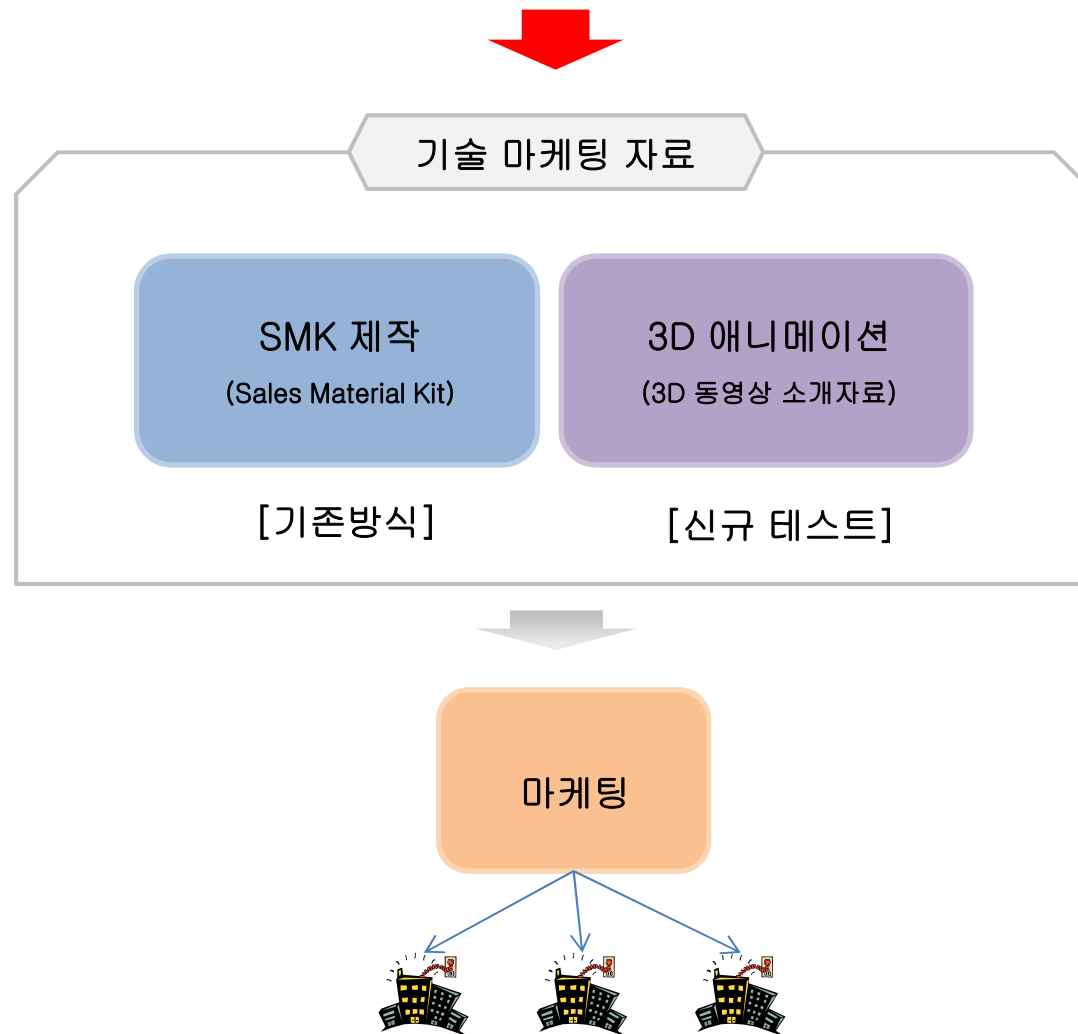 기술 마케팅 자료
SMK 제작
(Sales Material Kit)
3D 애니메이션
(3D 동영상 소개자료)
[기존방식]
[신규 테스트]
마케팅